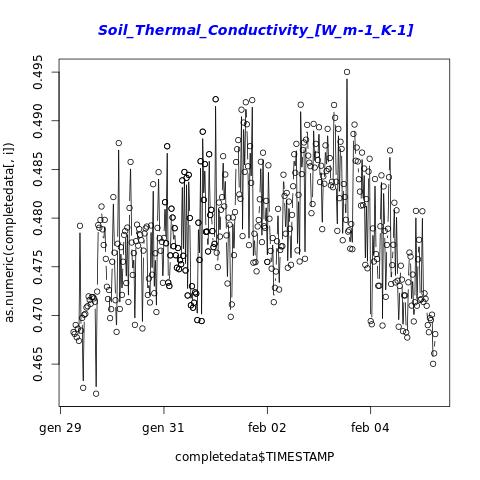 Soil_Thermal_Conductivity_[W_m-1_K-1]
as.numeric(completedata[, i])
0.495
0.490
0.485
0.480
0.475
0.470
0.465
gen 29
gen 31
feb 02
feb 04
completedata$TIMESTAMP